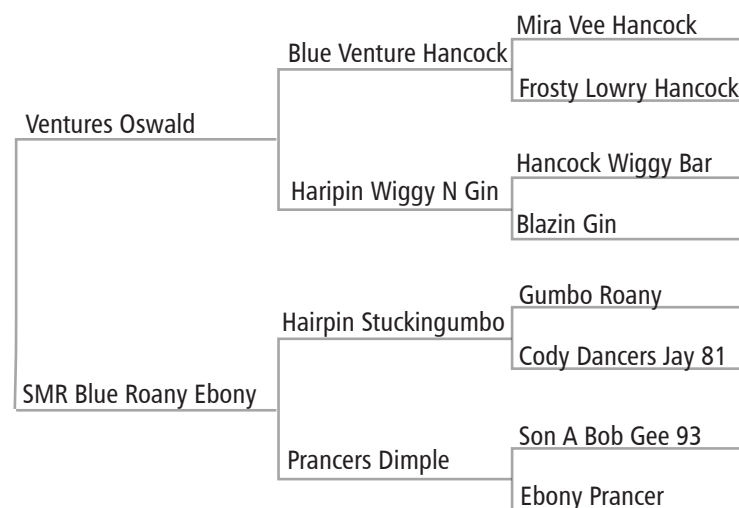 Mira Vee Hancock
Blue Venture Hancock
Frosty Lowry Hancock
Ventures Oswald
Hancock Wiggy Bar
Haripin Wiggy N Gin
Blazin Gin
Gumbo Roany
Hairpin Stuckingumbo
Cody Dancers Jay 81
SMR Blue Roany Ebony
Son A Bob Gee 93
Prancers Dimple
Ebony Prancer